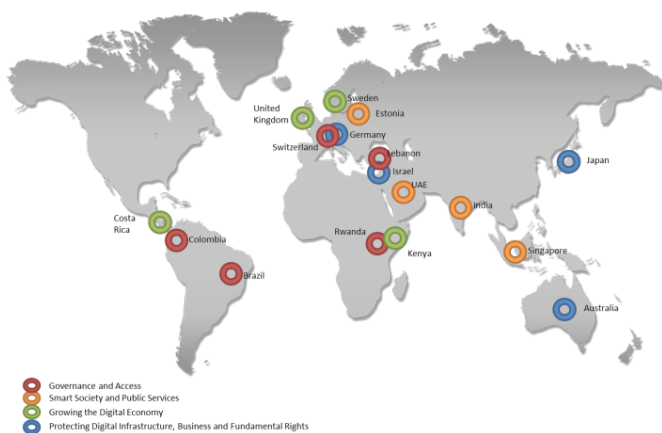 Sweden
United
Kingdom
Estonia
Germany
Switzerland
Lebanon
Israel
Japan
UAE
India
Costa
Rica
Colombia
Rwanda
Kenya
Singapore
Brazil
Australia
Governance and Access
Smart Society and Public Services
Growing the Digital Economy
Protecting Digital Infrastructure, Business and Fundamental Rights